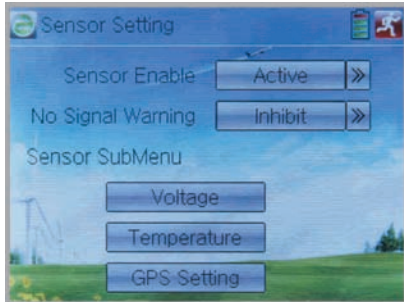 Sensor Setting
Sensor Enable Active
No Signal Warning Inhibit
Sensor SubMenu
Voltage
Temperature
GPS Setting